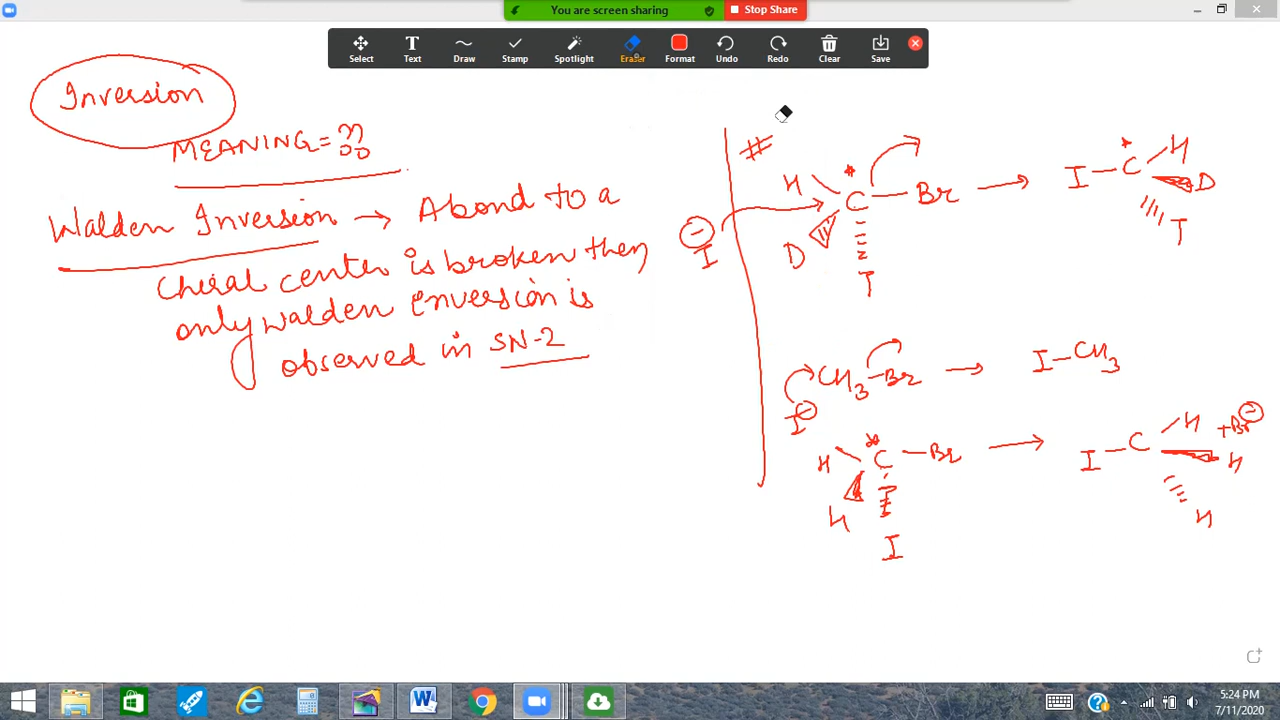 You are screen sharing
Stop Share
Select
Text
Draw
Stamp
Spotlight
Eraser
Format
Undo
Redo
Clear
Save
Inversion
MEANING = ??
Walden Inversion → A bond to a
chiral center is broken then
only walden inversion is
observed in SN-2
#
H * C — Br → I — C * H
D
T
D
T
I ⊖
CH3 — Br → I — CH3
I ⊖
H * C — Br → I — C H + Br ⊖
H
I
H
H
5:24 PM
7/11/2020